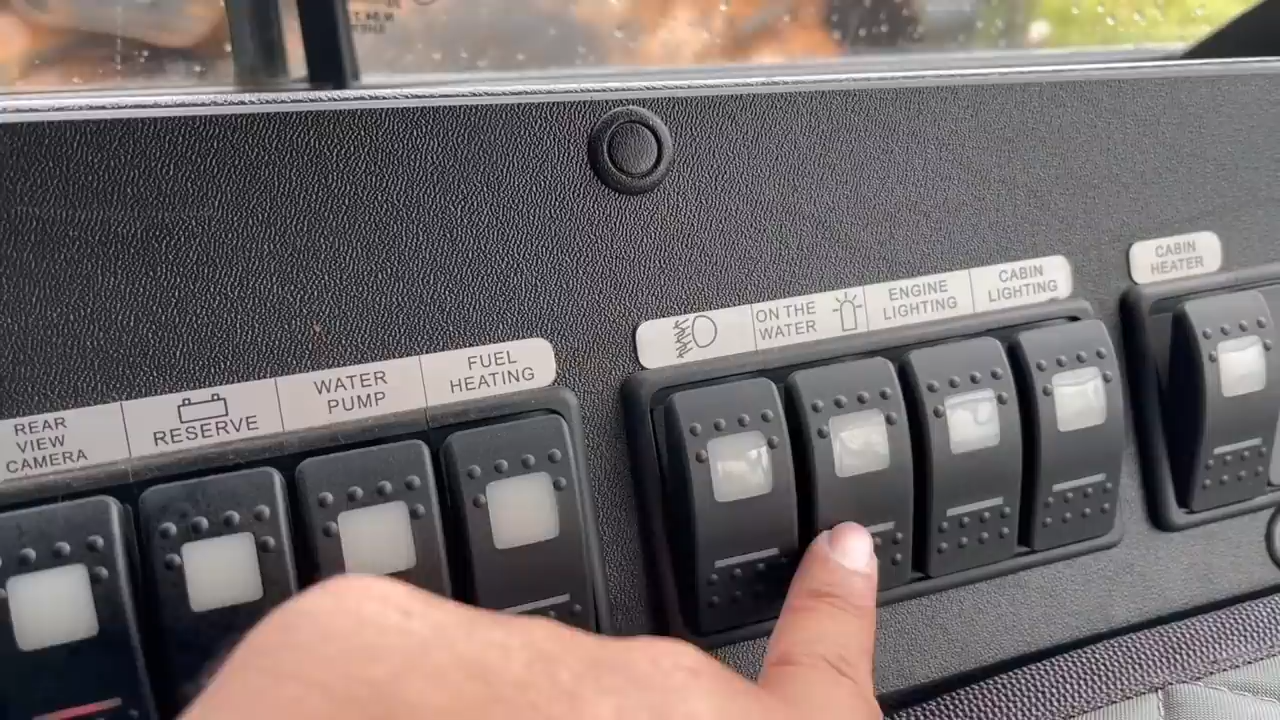 REAR
VIEW
CAMERA
RESERVE
WATER
PUMP
FUEL
HEATING
ON THE
WATER
ENGINE
LIGHTING
CABIN
LIGHTING
CABIN
HEATER